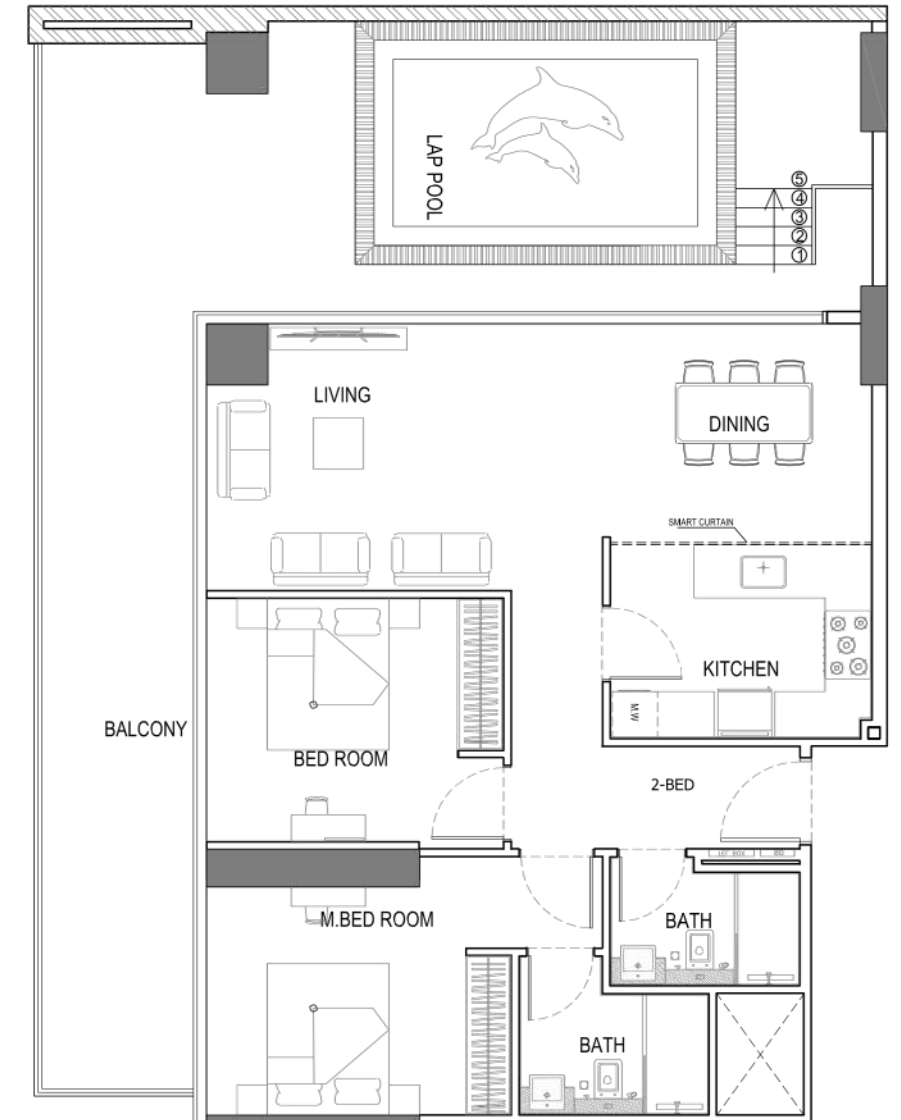 LAP POOL
⑤
④
③
②
①
LIVING
DINING
SMART CURTAIN
KITCHEN
M.W
BALCONY
BED ROOM
2-BED
M.BED ROOM
BATH
BATH